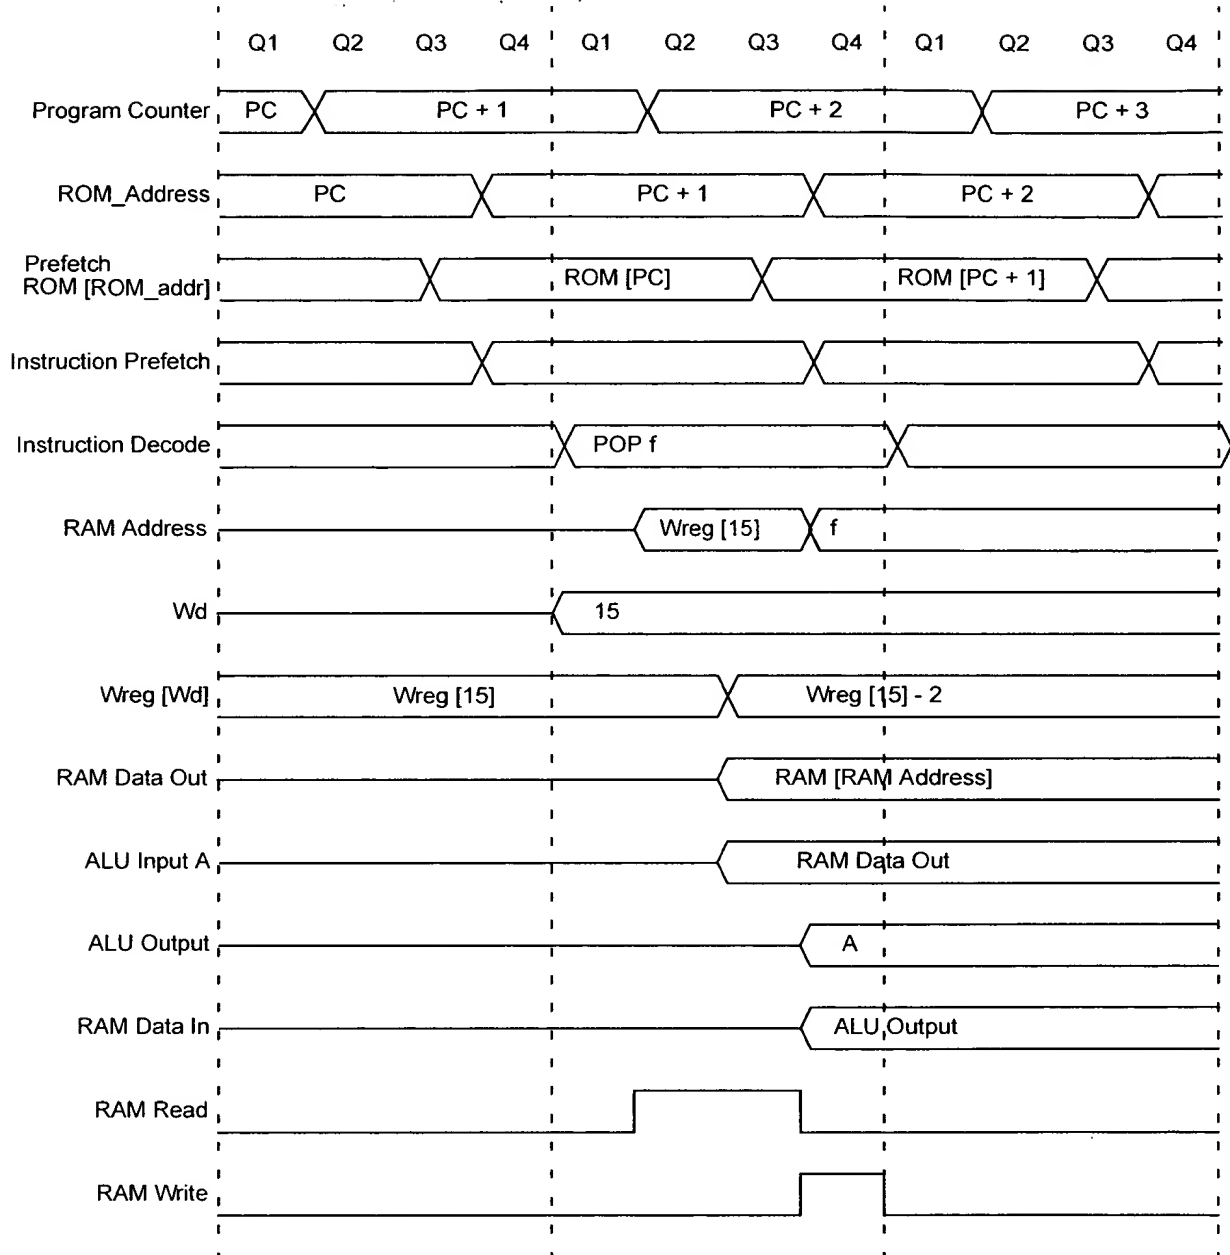 Q1 Q2 Q3 Q4 Q1 Q2 Q3 Q4 Q1 Q2 Q3 Q4
Program Counter PC PC + 1 PC + 2 PC + 3
ROM_Address PC PC + 1 PC + 2
Prefetch
ROM [ROM_addr] ROM [PC] ROM [PC + 1]
Instruction Prefetch
Instruction Decode POP f
RAM Address Wreg [15] f
Wd 15
Wreg [Wd] Wreg [15] Wreg [15] - 2
RAM Data Out RAM [RAM Address]
ALU Input A RAM Data Out
ALU Output A
RAM Data In ALU Output
RAM Read
RAM Write